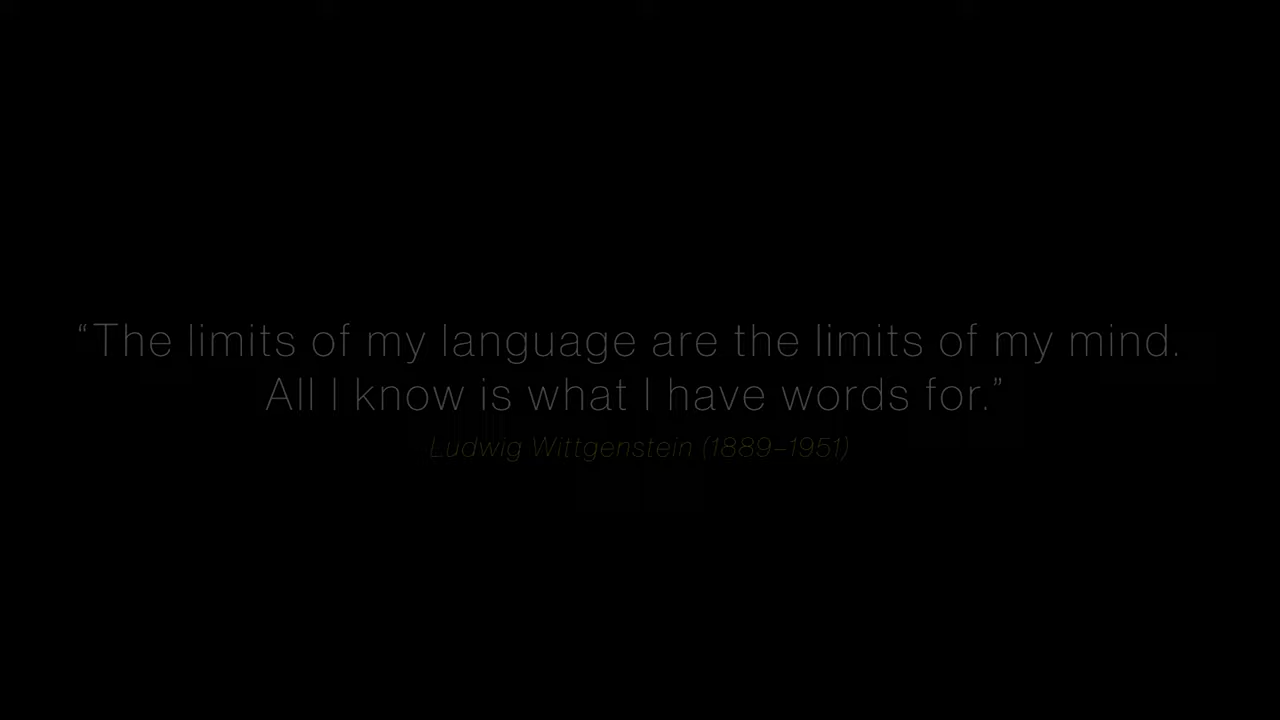 “The limits of my language are the limits of my mind.
All I know is what I have words for.”
Ludwig Wittgenstein (1889–1951)